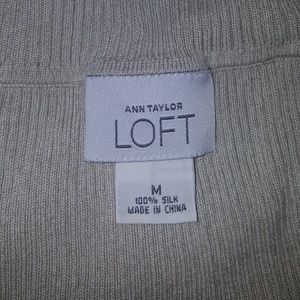 ANN TAYLOR
LOFT
M
100% SILK
MADE IN CHINA